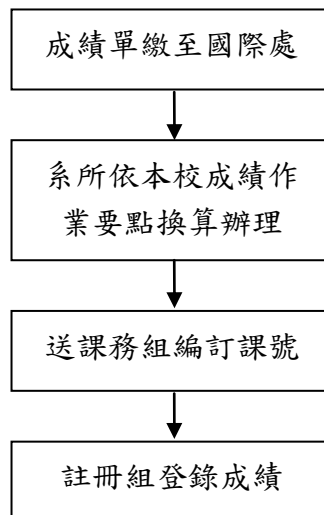 成績單繳至國際處
系所依本校成績作
業要點換算辦理
送課務組編訂課號
註冊組登錄成績